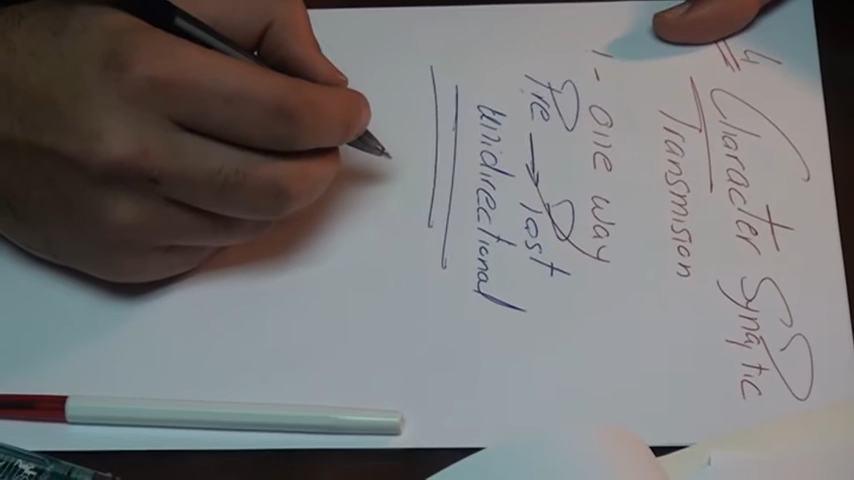 4 Character Synaptic
Transmision
1- one way
Pre → Post
unidirectional